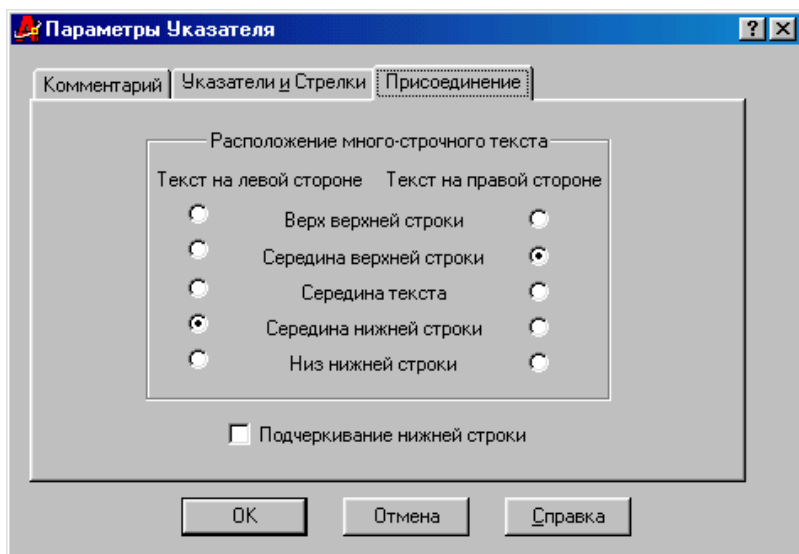 Параметры Указателя
Комментарий Указатели и Стрелки Присоединение
Расположение много-строчного текста
Текст на левой стороне Текст на правой стороне
Верх верхней строки
Середина верхней строки
Середина текста
Середина нижней строки
Низ нижней строки
Подчеркивание нижней строки
OK Отмена Справка